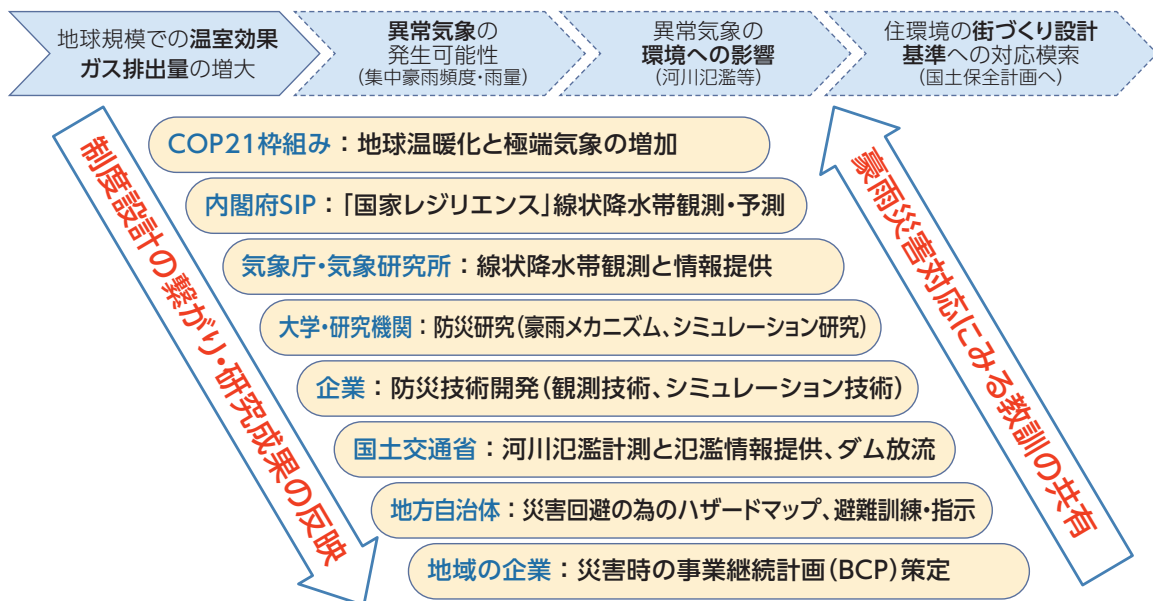 地球規模での温室効果
ガス排出量の増大
異常気象の
発生可能性
(集中豪雨頻度・雨量)
異常気象の
環境への影響
(河川氾濫等)
住環境の街づくり設計
基準への対応模索
(国土保全計画へ)
制度設計の繋がり・研究成果の反映
COP21枠組み：地球温暖化と極端気象の増加
内閣府SIP：「国家レジリエンス」線状降水帯観測・予測
気象庁・気象研究所：線状降水帯観測と情報提供
大学・研究機関：防災研究(豪雨メカニズム、シミュレーション研究)
企業：防災技術開発(観測技術、シミュレーション技術)
国土交通省：河川氾濫計測と氾濫情報提供、ダム放流
地方自治体：災害回避の為のハザードマップ、避難訓練・指示
地域の企業：災害時の事業継続計画(BCP)策定
豪雨災害対応にみる教訓の共有